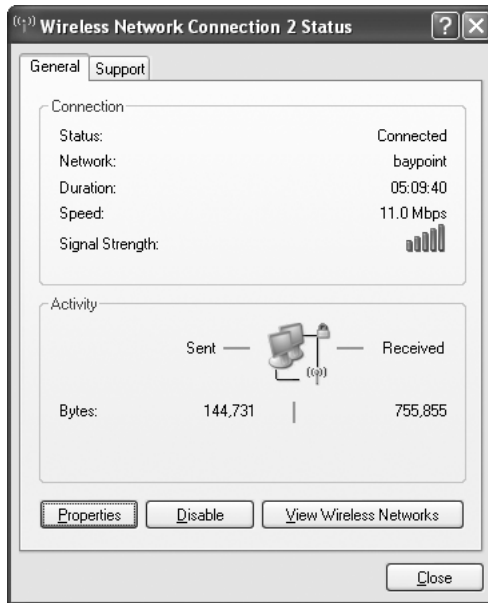 Wireless Network Connection 2 Status
General Support
Connection
Status: Connected
Network: baypoint
Duration: 05:09:40
Speed: 11.0 Mbps
Signal Strength:
Activity
Sent Received
Bytes: 144,731 755,855
Properties Disable View Wireless Networks
Close